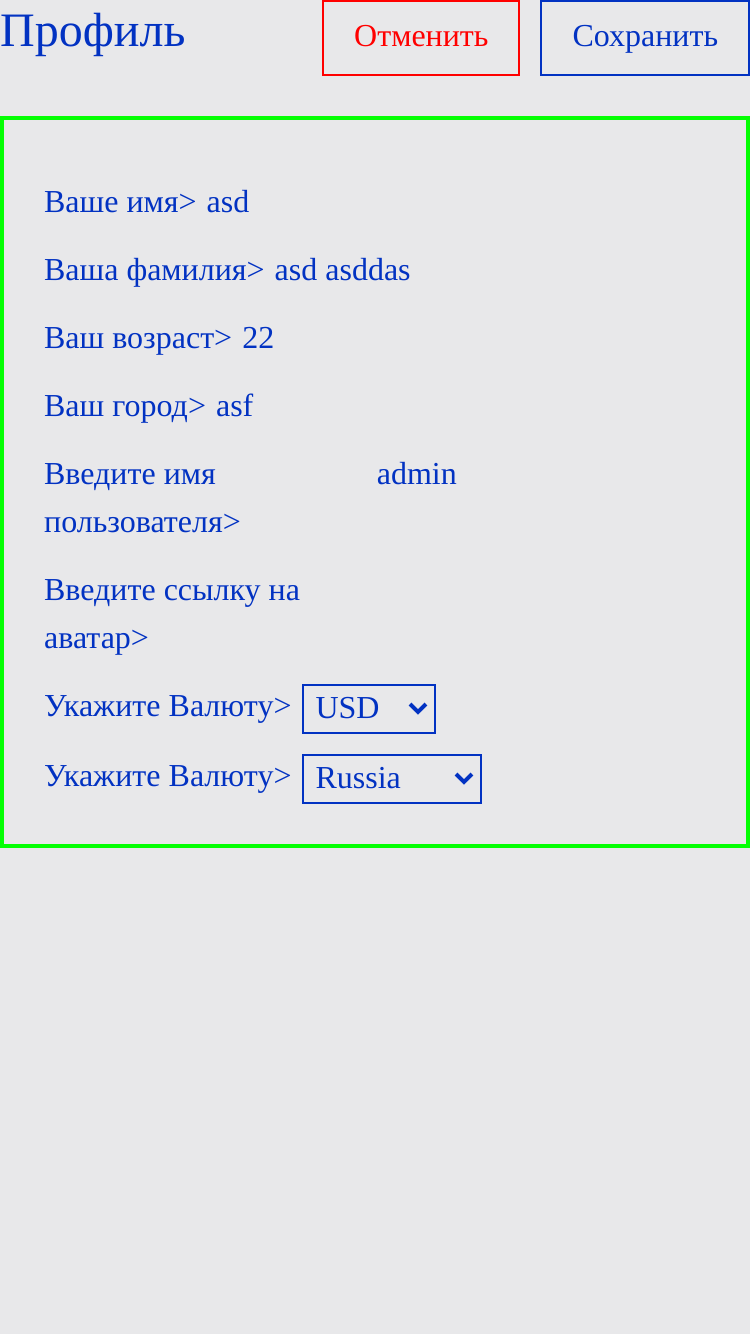 Профиль Отменить Сохранить
Ваше имя> asd
Ваша фамилия> asd asddas
Ваш возраст> 22
Ваш город> asf
Введите имя admin
пользователя>
Введите ссылку на
аватар>
Укажите Валюту> USD
Укажите Валюту> Russia